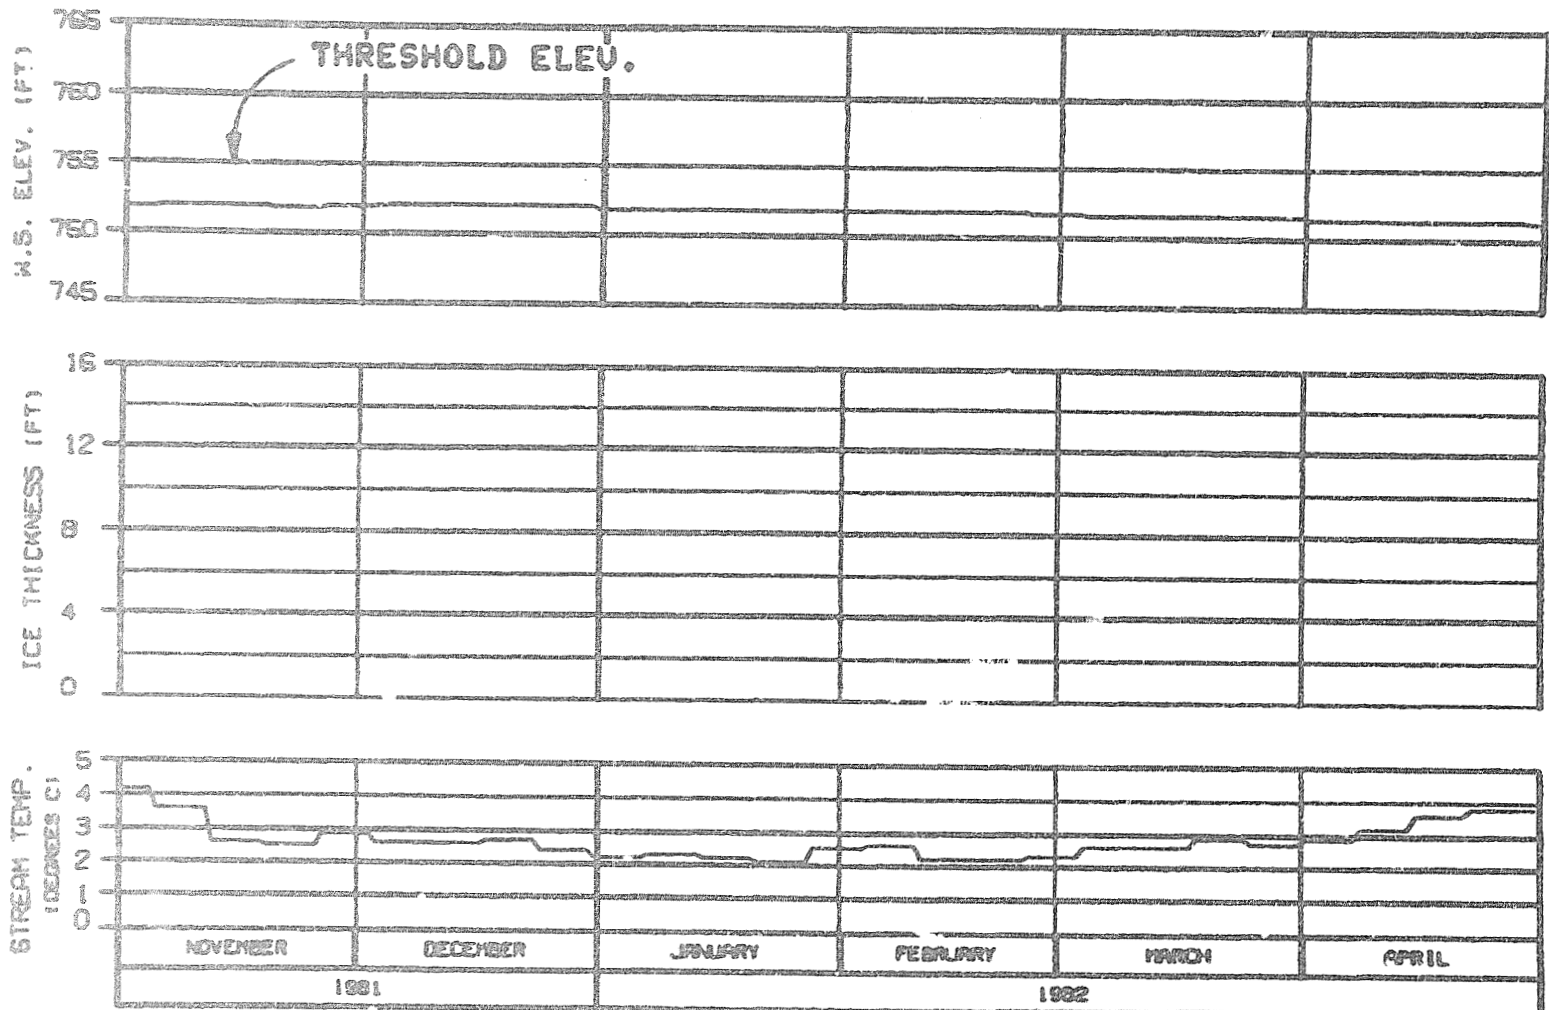 765
THRESHOLD ELEV.
760
755
750
745
W.S. ELEV. (FT)
16
12
8
4
0
ICE THICKNESS (FT)
5
4
3
2
1
0
STREAM TEMP.
(DEGREES C)
NOVEMBER DECEMBER JANUARY FEBRUARY MARCH APRIL
1981 1982